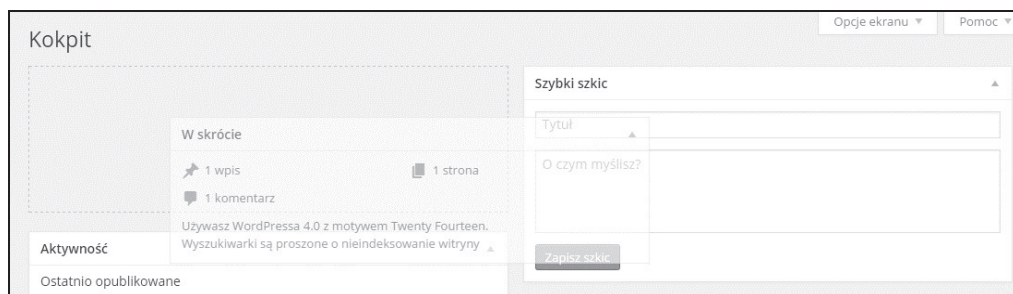 Opcje ekranu
Pomoc
Kokpit
Szybki szkic
Tytuł
O czym myślisz?
Zapisz szkic
W skrócie
1 wpis
1 strona
1 komentarz
Używasz WordPressa 4.0 z motywem Twenty Fourteen.
Wyszukiwarki są proszone o nieindeksowanie witryny
Aktywność
Ostatnio opublikowane